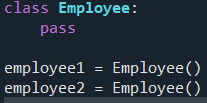 class Employee:
    pass

employee1 = Employee()
employee2 = Employee()